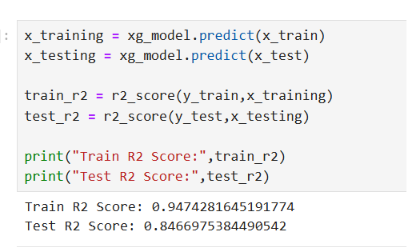 ]:
x_training = xg_model.predict(x_train)
x_testing = xg_model.predict(x_test)
train_r2 = r2_score(y_train,x_training)
test_r2 = r2_score(y_test,x_testing)
print("Train R2 Score:",train_r2)
print("Test R2 Score:",test_r2)
Train R2 Score: 0.9474281645191774
Test R2 Score: 0.8466975384490542